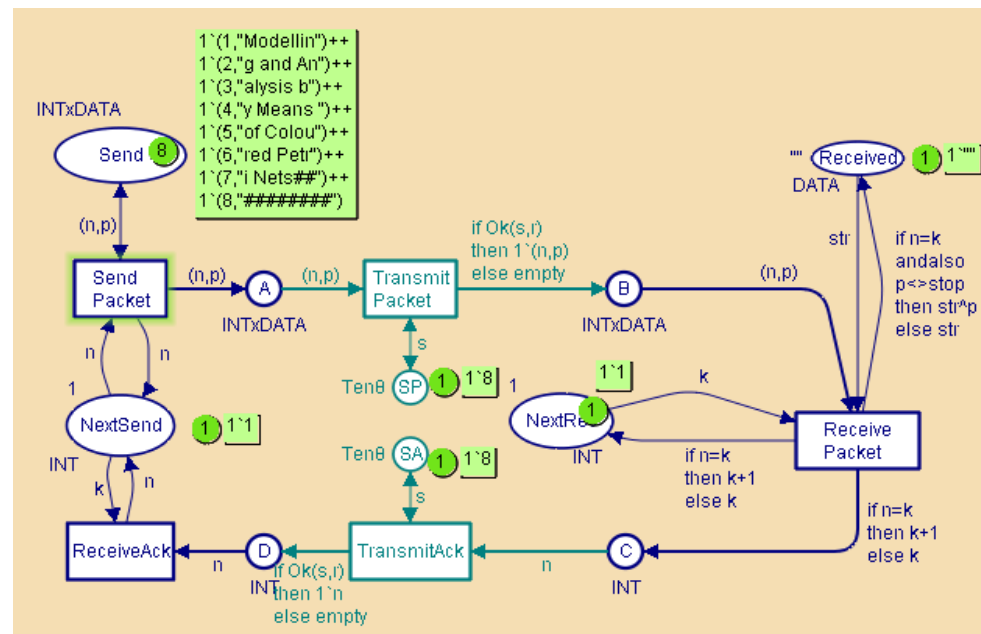 1`(1,"Modellin")++
1`(2,"g and An")++
1`(3,"alysis b")++
1`(4,"y Means ")++
1`(5,"of Colou")++
1`(6,"red Petr")++
1`(7,"i Nets##")++
1`(8,"########")
INTxDATA
Send
8
(n,p)
Send
Packet
(n,p)
A
INTxDATA
(n,p)
Transmit
Packet
if Ok(s,r)
then 1`(n,p)
else empty
B
INTxDATA
(n,p)
""
Received
1
1`""
DATA
str
if n=k
andalso
p<>stop
then str^p
else str
n
n
s
Ten0
SP
1
1`8
1
NextSend
1
1`1
INT
1
1`1
NextRe
1
INT
k
if n=k
then k+1
else k
Receive
Packet
Ten0
SA
1
1`8
s
k
n
ReceiveAck
n
D
INT
if Ok(s,r)
then 1`n
else empty
TransmitAck
n
C
INT
if n=k
then k+1
else k